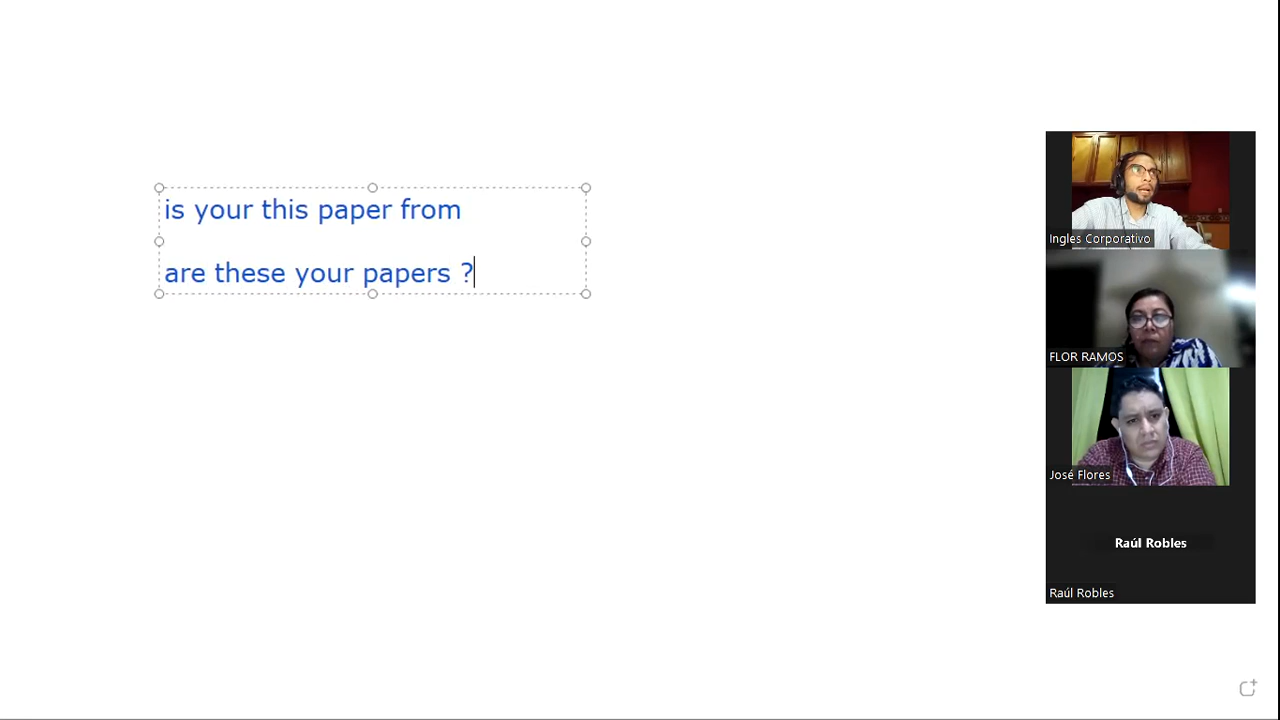 is your this paper from
are these your papers ?
Ingles Corporativo
FLOR RAMOS
José Flores
Raúl Robles
Raúl Robles